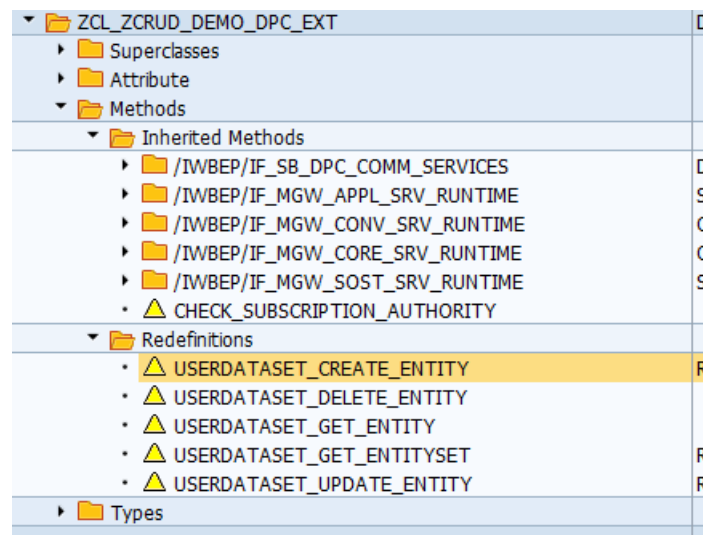 ZCL_ZCRUD_DEMO_DPC_EXT
Superclasses
Attribute
Methods
Inherited Methods
/IWBEP/IF_SB_DPC_COMM_SERVICES
/IWBEP/IF_MGW_APPL_SRV_RUNTIME
/IWBEP/IF_MGW_CONV_SRV_RUNTIME
/IWBEP/IF_MGW_CORE_SRV_RUNTIME
/IWBEP/IF_MGW_SOST_SRV_RUNTIME
CHECK_SUBSCRIPTION_AUTHORITY
Redefinitions
USERDATASET_CREATE_ENTITY
USERDATASET_DELETE_ENTITY
USERDATASET_GET_ENTITY
USERDATASET_GET_ENTITYSET
USERDATASET_UPDATE_ENTITY
Types